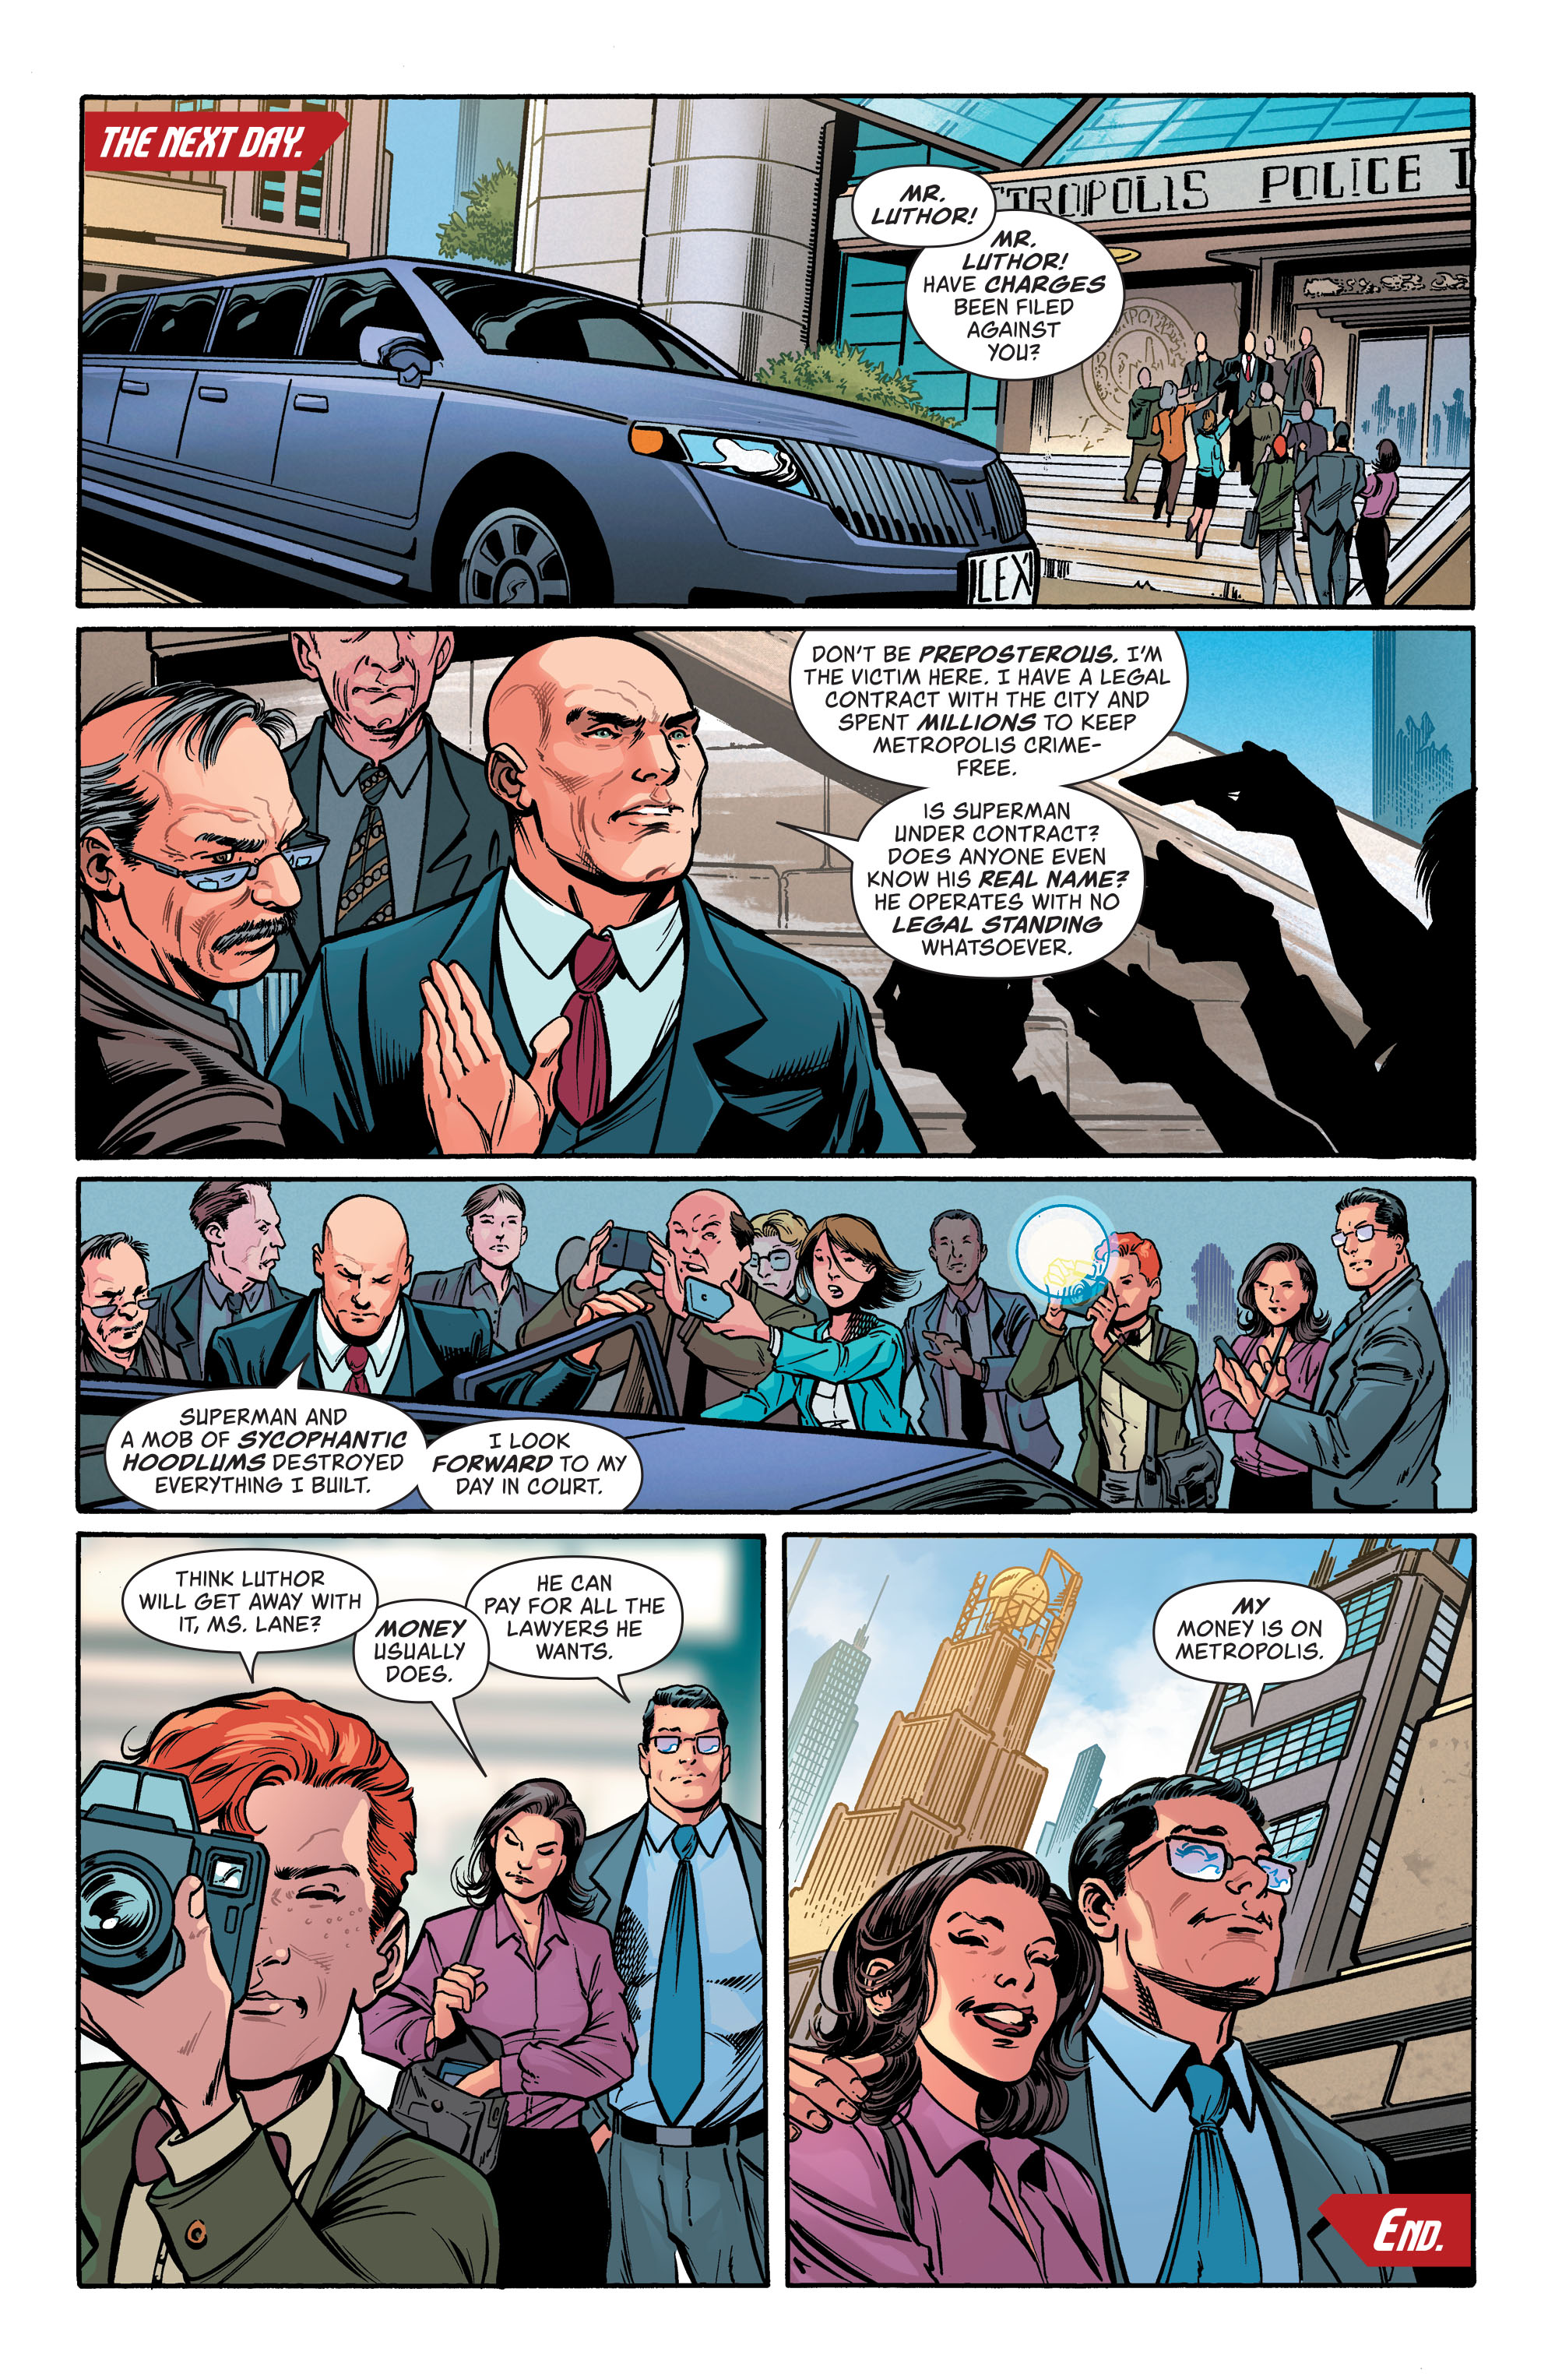 THE NEXT DAY.
MR.
LUTHOR!
TROPOLIS POLICE
MR.
LUTHOR!
HAVE CHARGES
BEEN FILED
AGAINST
YOU?
LEX
DON'T BE PREPOSTEROUS. I'M
THE VICTIM HERE. I HAVE A LEGAL
CONTRACT WITH THE CITY AND
SPENT MILLIONS TO KEEP
METROPOLIS CRIME-
FREE.
IS SUPERMAN
UNDER CONTRACT?
DOES ANYONE EVEN
KNOW HIS REAL NAME?
HE OPERATES WITH NO
LEGAL STANDING
WHATSOEVER.
SUPERMAN AND
A MOB OF SYCOPHANTIC
HOODLUMS DESTROYED
EVERYTHING I BUILT.
I LOOK
FORWARD TO MY
DAY IN COURT.
THINK LUTHOR
WILL GET AWAY WITH
IT, MS. LANE?
MONEY
USUALLY
DOES.
HE CAN
PAY FOR ALL THE
LAWYERS HE
WANTS.
MY
MONEY IS ON
METROPOLIS.
END.